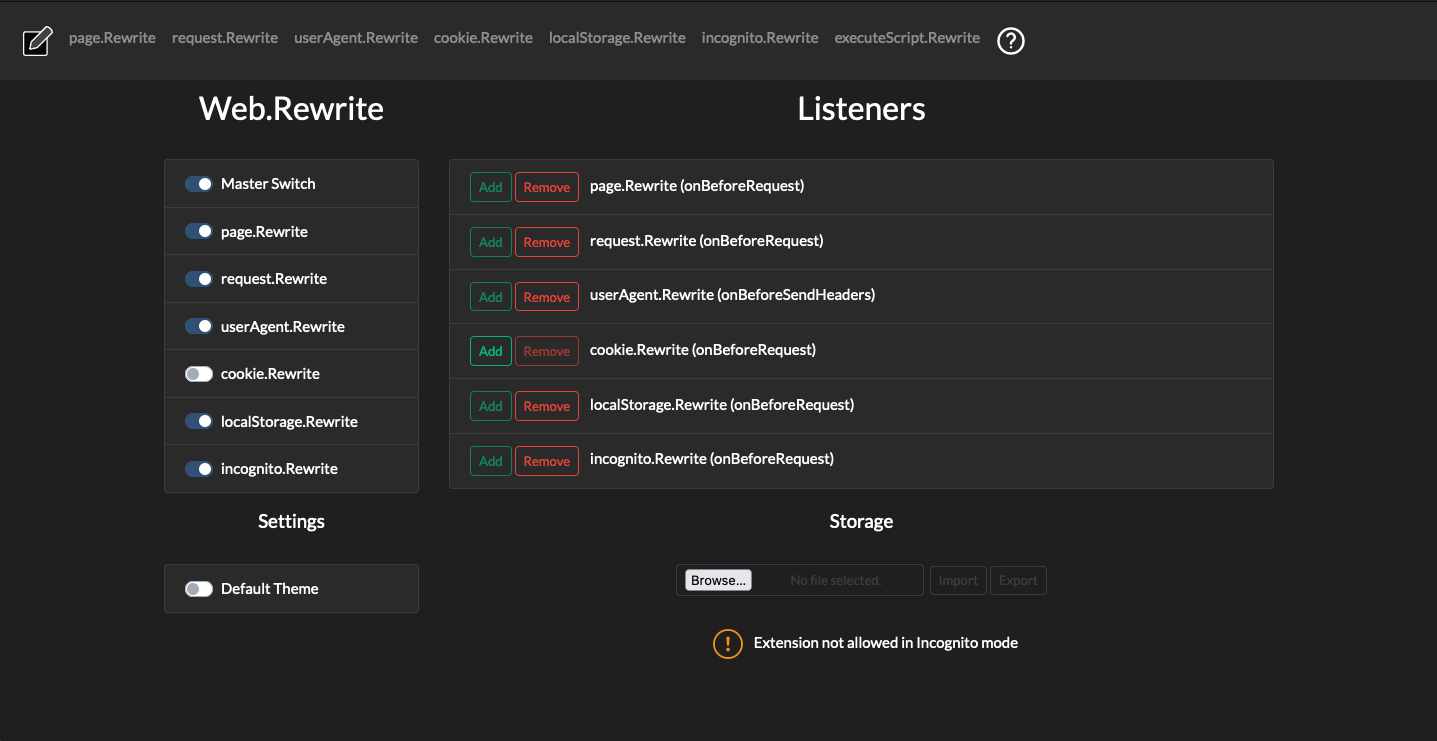 page.Rewrite request.Rewrite userAgent.Rewrite cookie.Rewrite localStorage.Rewrite incognito.Rewrite executeScript.Rewrite ?
Web.Rewrite
Master Switch
page.Rewrite
request.Rewrite
userAgent.Rewrite
cookie.Rewrite
localStorage.Rewrite
incognito.Rewrite
Settings
Default Theme
Listeners
Add Remove page.Rewrite (onBeforeRequest)
Add Remove request.Rewrite (onBeforeRequest)
Add Remove userAgent.Rewrite (onBeforeSendHeaders)
Add Remove cookie.Rewrite (onBeforeRequest)
Add Remove localStorage.Rewrite (onBeforeRequest)
Add Remove incognito.Rewrite (onBeforeRequest)
Storage
Browse... No file selected. Import Export
! Extension not allowed in Incognito mode